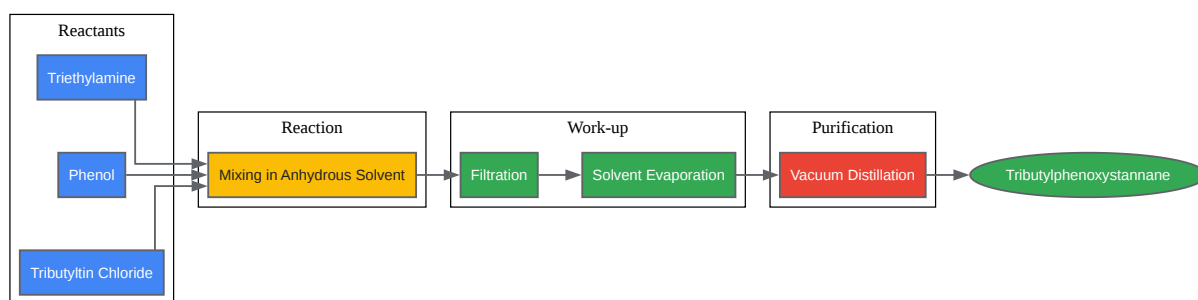 Reactants
Triethylamine
Phenol
Tributyltin Chloride
Reaction
Mixing in Anhydrous Solvent
Work-up
Filtration
Solvent Evaporation
Purification
Vacuum Distillation
Tributylphenoxystannane